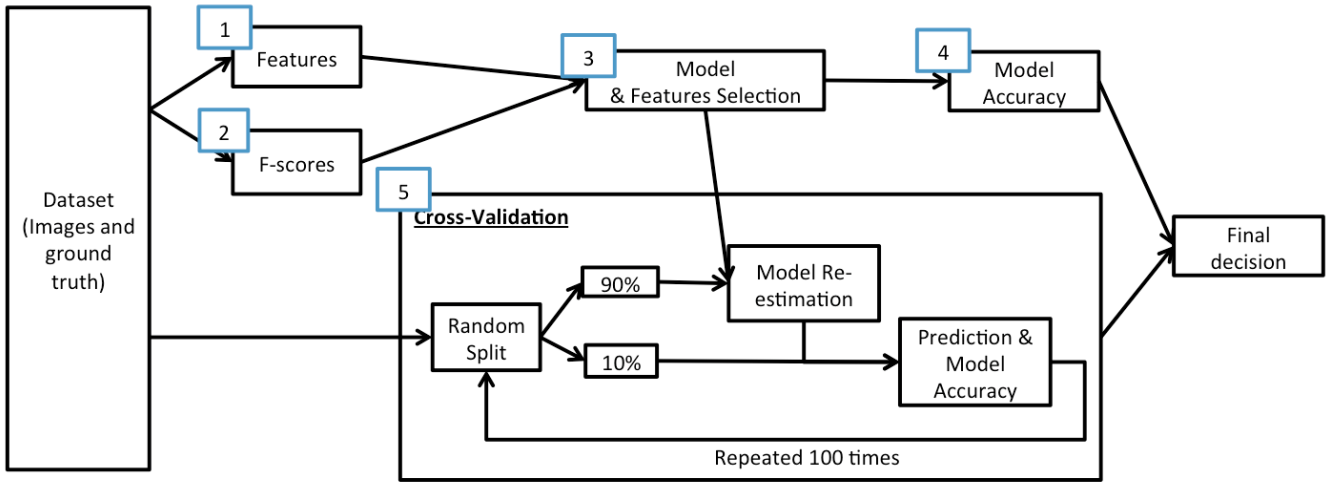 1
Features
2
F-scores
3
Model
& Features Selection
4
Model
Accuracy
Dataset
(Images and
ground
truth)
5
Cross-Validation
Random
Split
90%
10%
Model Re-
estimation
Prediction &
Model
Accuracy
Repeated 100 times
Final
decision